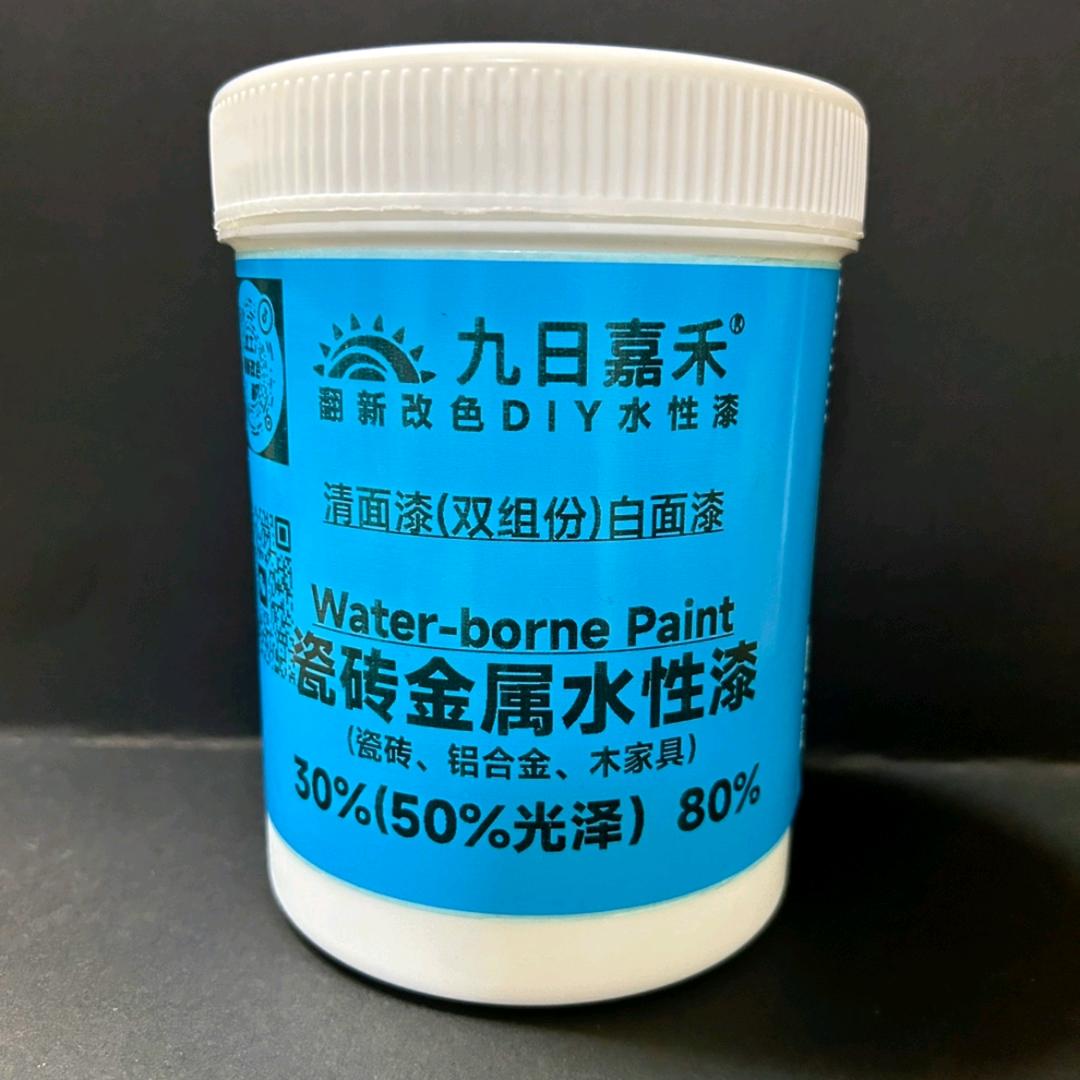 九日嘉禾®
翻新改色DIY水性漆
清面漆(双组份)白面漆
Water-borne Paint
瓷砖金属水性漆
(瓷砖、铝合金、木家具)
30%(50%光泽) 80%